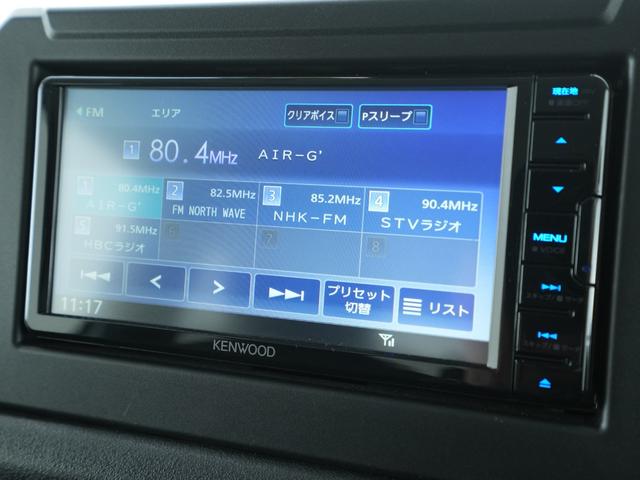 FM エリア クリアボイス Pスリープ
1 80.4MHz AIR-G'
1 80.4MHz 2 82.5MHz 3 85.2MHz 4 90.4MHz
AIR-G' FM NORTH WAVE NHK-FM STVラジオ
5 91.5MHz 6 7 8
HBCラジオ
プリセット切替 リスト
11:17
KENWOOD
現在地
MENU
VOICE